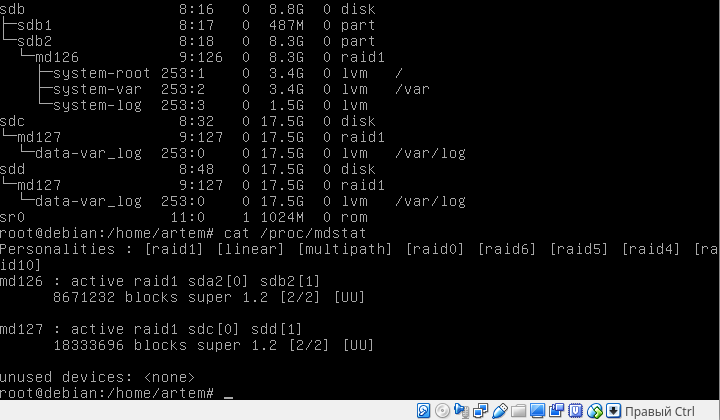 sdb                    8:16   0  8.8G  0 disk
├─sdb1                 8:17   0  487M  0 part
└─sdb2                 8:18   0  8.3G  0 part
  └─md126              9:126  0  8.3G  0 raid1
    ├─system-root 253:1    0  3.4G  0 lvm   /
    ├─system-var  253:2    0  3.4G  0 lvm   /var
    └─system-log  253:3    0  1.5G  0 lvm
sdc                    8:32   0 17.5G  0 disk
└─md127                9:127  0 17.5G  0 raid1
  └─data-var_log  253:0    0 17.5G  0 lvm   /var/log
sdd                    8:48   0 17.5G  0 disk
└─md127                9:127  0 17.5G  0 raid1
  └─data-var_log  253:0    0 17.5G  0 lvm   /var/log
sr0                   11:0    1 1024M  0 rom
root@debian:/home/artem# cat /proc/mdstat
Personalities : [raid1] [linear] [multipath] [raid0] [raid6] [raid5] [raid4] [ra
id10]
md126 : active raid1 sda2[0] sdb2[1]
      8671232 blocks super 1.2 [2/2] [UU]
md127 : active raid1 sdc[0] sdd[1]
      18333696 blocks super 1.2 [2/2] [UU]
unused devices: <none>
root@debian:/home/artem# _
Правый Ctrl